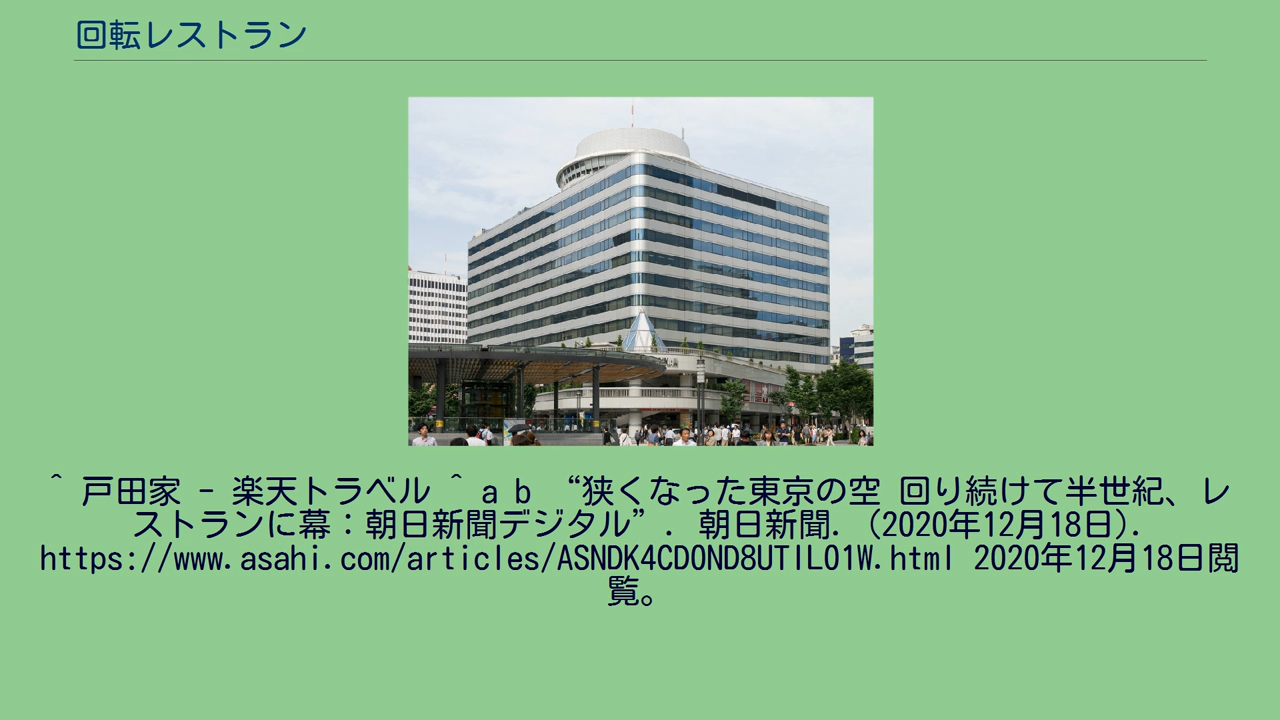 回転レストラン
^ 戸田家 - 楽天トラベル ^ a b “狭くなった東京の空 回り続けて半世紀、レ
ストランに幕：朝日新聞デジタル”. 朝日新聞. (2020年12月18日).
https://www.asahi.com/articles/ASNDK4CD0ND8UTIL01W.html 2020年12月18日閲
覧。